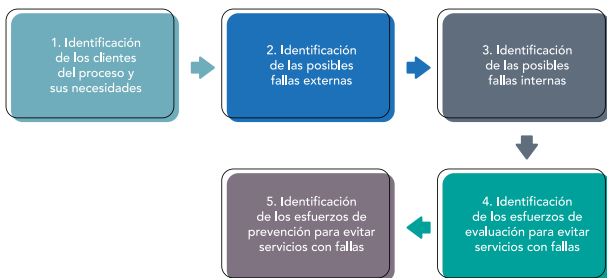 1. Identificación
de los clientes
del proceso y
sus necesidades
2. Identificación
de las posibles
fallas externas
3. Identificación
de las posibles
fallas internas
4. Identificación
de los esfuerzos de
evaluación para evitar
servicios con fallas
5. Identificación
de los esfuerzos de
prevención para evitar
servicios con fallas